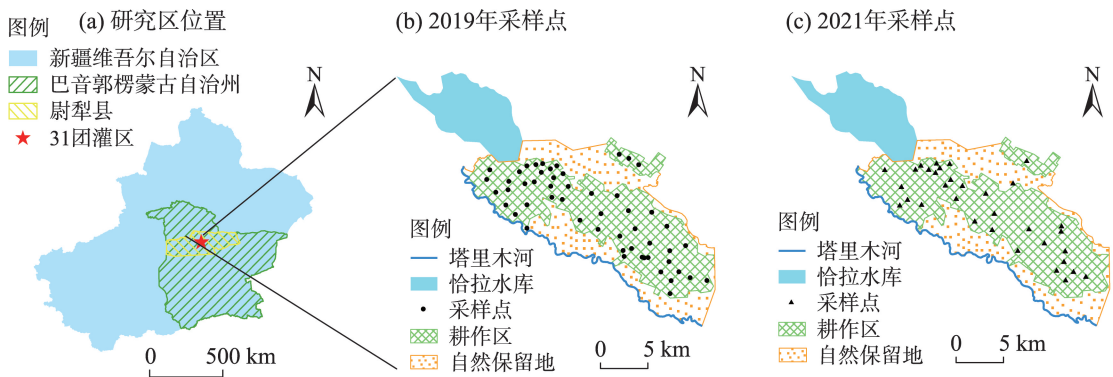 (a) 研究区位置
图例
新疆维吾尔自治区
巴音郭楞蒙古自治州
尉犁县
31团灌区
N
0 500 km
(b) 2019年采样点
N
图例
塔里木河
恰拉水库
采样点
耕作区
自然保留地
0 5 km
(c) 2021年采样点
N
图例
塔里木河
恰拉水库
采样点
耕作区
自然保留地
0 5 km